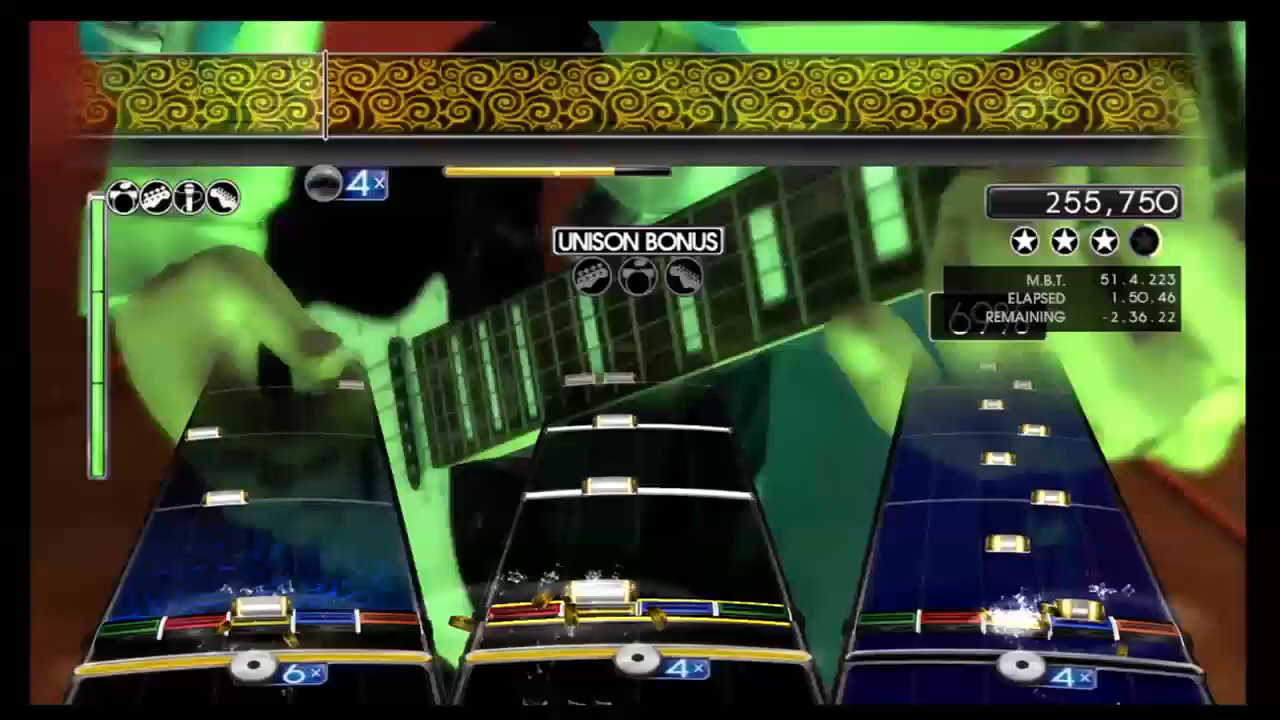 4x
255,750
UNISON BONUS
M.B.T. 51.4.223
ELAPSED 1.50.46
REMAINING -2.36.22
69%
6x
4x
4x